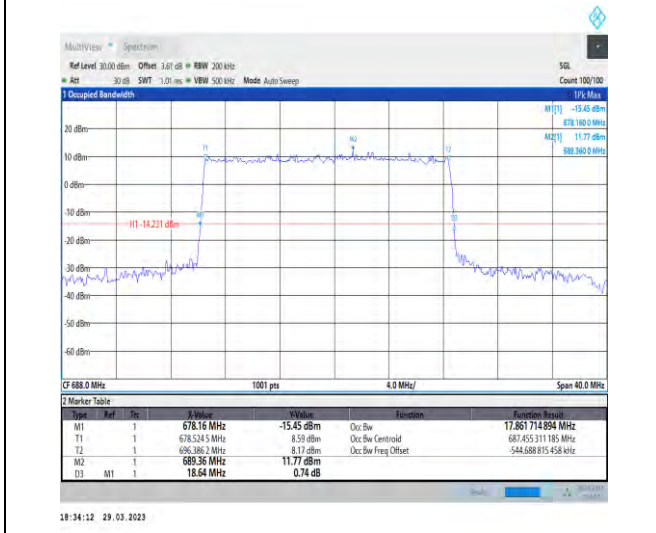 MultiView Spectrum
Ref Level 30.00 dBm Offset 3.61 dB RBW 200 kHz SGL
Att 30 dB SWT 1.01 ms VBW 500 kHz Mode Auto Sweep Count 100/100
1 Occupied Bandwidth 1Pk Max
M1[1] -15.45 dBm
678.160 0 MHz
M2[1] 11.77 dBm
689.360 0 MHz
20 dBm
M2
T1 T2
10 dBm
0 dBm
-10 dBm
M1 D3
H1 -14.231 dBm
-20 dBm
-30 dBm
-40 dBm
-50 dBm
-60 dBm
CF 688.0 MHz 1001 pts 4.0 MHz/ Span 40.0 MHz
2 Marker Table
Type Ref Trc X-Value Y-Value Function Function Result
M1 1 678.16 MHz -15.45 dBm Occ Bw 17.861 714 894 MHz
T1 1 678.524 5 MHz 8.59 dBm Occ Bw Centroid 687.455 311 185 MHz
T2 1 696.386 2 MHz 8.17 dBm Occ Bw Freq Offset -544.688 815 458 kHz
M2 1 689.36 MHz 11.77 dBm
D3 M1 1 18.64 MHz 0.74 dB
18:34:12 29.03.2023